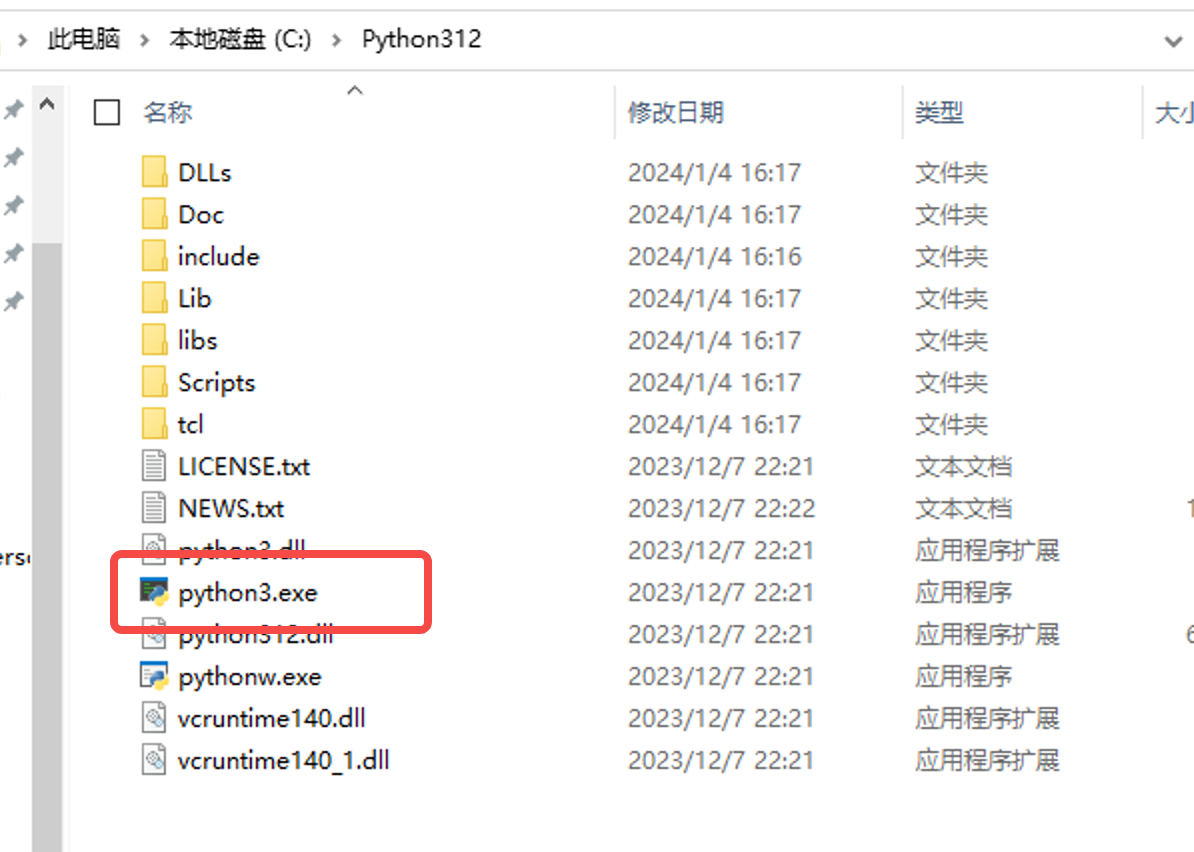 此电脑 > 本地磁盘 (C:) > Python312
名称 修改日期 类型
DLLs 2024/1/4 16:17 文件夹
Doc 2024/1/4 16:17 文件夹
include 2024/1/4 16:16 文件夹
Lib 2024/1/4 16:17 文件夹
libs 2024/1/4 16:17 文件夹
Scripts 2024/1/4 16:17 文件夹
tcl 2024/1/4 16:17 文件夹
LICENSE.txt 2023/12/7 22:21 文本文档
NEWS.txt 2023/12/7 22:22 文本文档
python3.dll 2023/12/7 22:21 应用程序扩展
python3.exe 2023/12/7 22:21 应用程序
python312.dll 2023/12/7 22:21 应用程序扩展
pythonw.exe 2023/12/7 22:21 应用程序
vcruntime140.dll 2023/12/7 22:21 应用程序扩展
vcruntime140_1.dll 2023/12/7 22:21 应用程序扩展